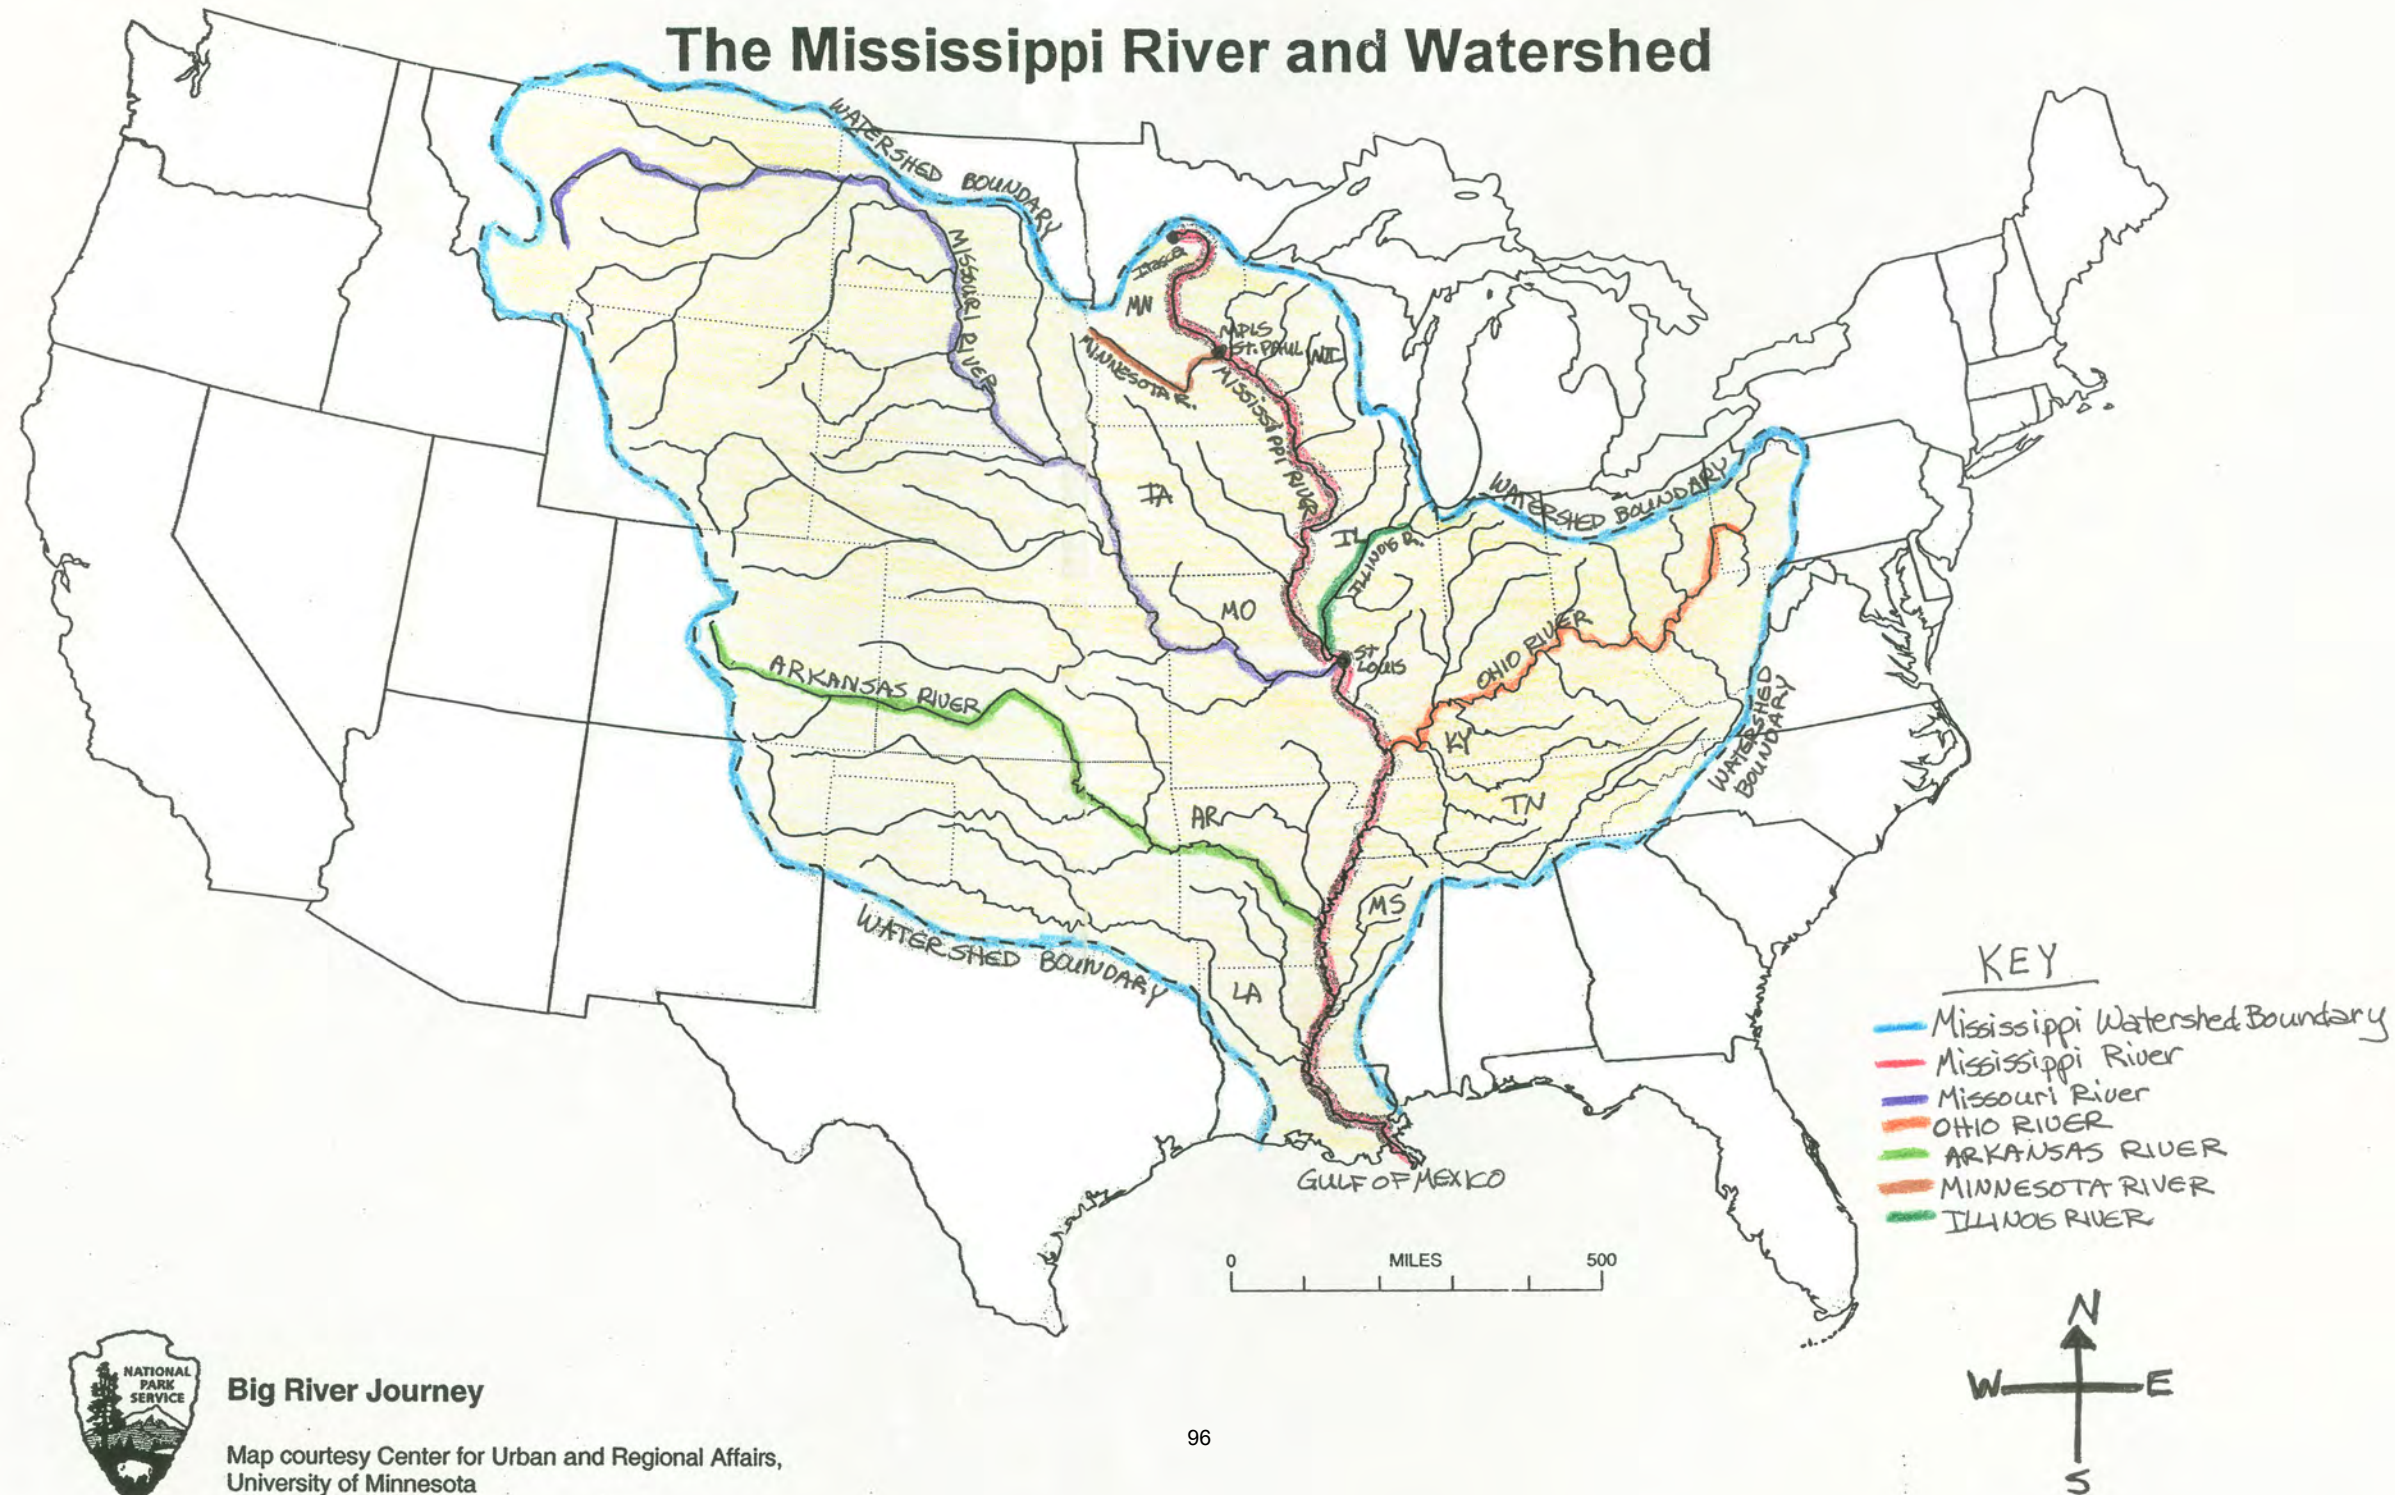 The Mississippi River and Watershed
WATERSHED BOUNDARY
MISSOURI RIVER
Itasca
MN
MPLS
ST. PAUL
WI
MINNESOTA R.
MISSISSIPPI RIVER
IA
WATERSHED BOUNDARY
IL
ILLINOIS R.
MO
ST
LOUIS
OHIO RIVER
ARKANSAS RIVER
KY
WATERSHED
BOUNDARY
TN
AR
MS
WATERSHED BOUNDARY
LA
GULF OF MEXICO
KEY
Mississippi Watershed Boundary
Mississippi River
Missouri River
OHIO RIVER
ARKANSAS RIVER
MINNESOTA RIVER
ILLINOIS RIVER
0 MILES 500
N
W E
S
NATIONAL
PARK
SERVICE
Big River Journey
Map courtesy Center for Urban and Regional Affairs,
University of Minnesota
96